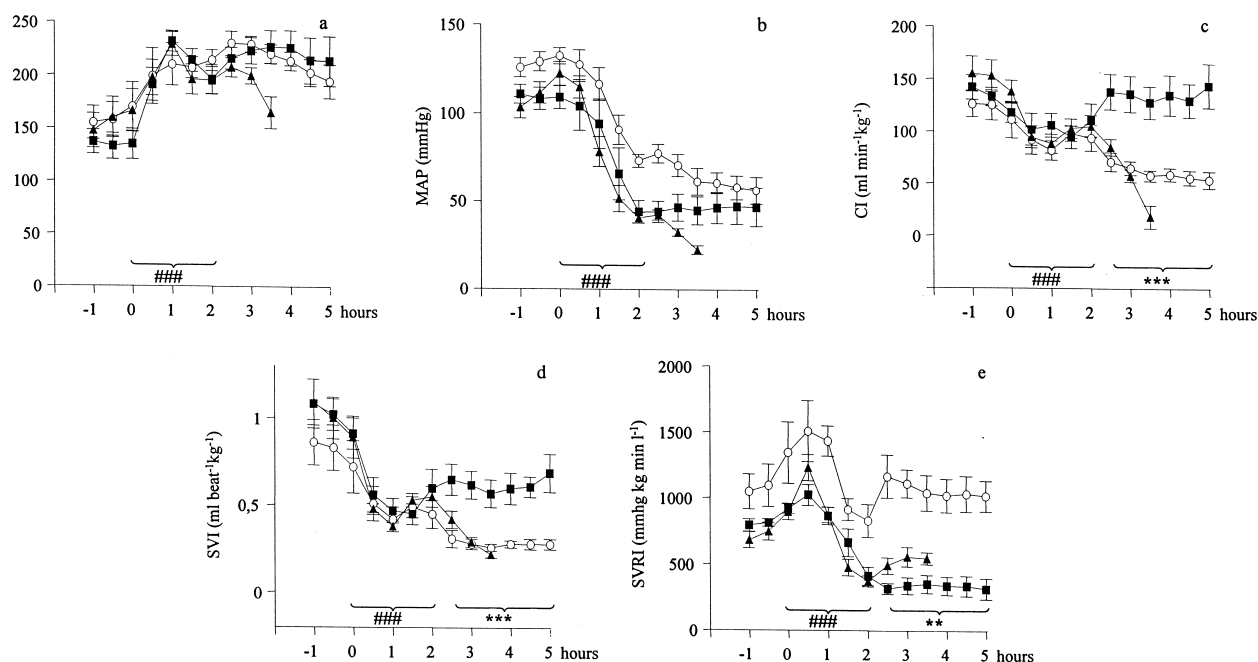 a
250
200
150
100
50
0
###
-1 0 1 2 3 4 5 hours
b
MAP (mmHg)
150
100
50
0
###
-1 0 1 2 3 4 5 hours
c
CI (ml min⁻¹kg⁻¹)
200
150
100
50
0
### ***
-1 0 1 2 3 4 5 hours
d
SVI (ml beat⁻¹kg⁻¹)
1
0,5
0
### ***
-1 0 1 2 3 4 5 hours
e
SVRI (mmhg kg min l⁻¹)
2000
1500
1000
500
0
### **
-1 0 1 2 3 4 5 hours